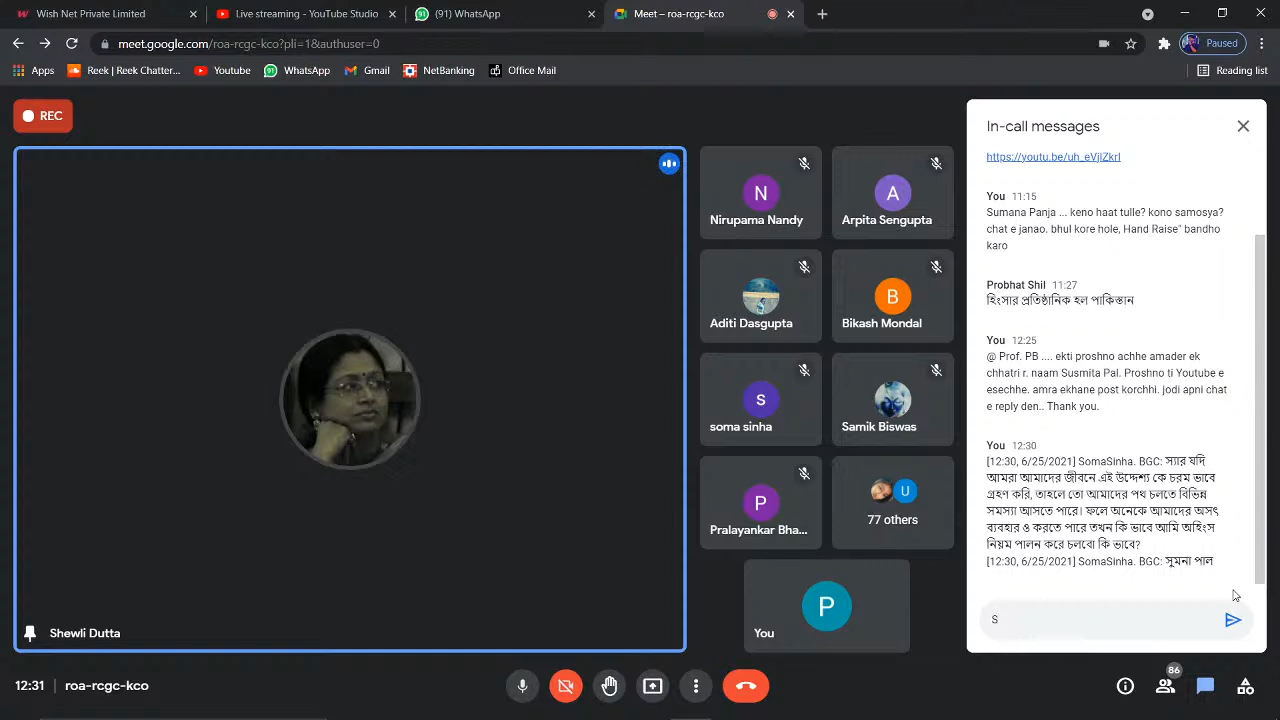 Wish Net Private Limited
Live streaming - YouTube Studio
(91) WhatsApp
Meet – roa-rcgc-kco
meet.google.com/roa-rcgc-kco?pli=1&authuser=0
Paused
Apps
Reek | Reek Chatter...
Youtube
WhatsApp
Gmail
NetBanking
Office Mail
Reading list
REC
Shewli Dutta
N
Nirupama Nandy
A
Arpita Sengupta
Aditi Dasgupta
B
Bikash Mondal
s
soma sinha
Samik Biswas
P
Pralayankar Bha...
U
77 others
P
You
In-call messages
https://youtu.be/uh_eVjIZkrI
You 11:15
Sumana Panja ... keno haat tulle? kono samosya?
chat e janao. bhul kore hole, Hand Raise" bandho
karo
Probhat Shil 11:27
হিংসার প্রতিষ্ঠানিক হল পাকিস্তান
You 12:25
@ Prof. PB .... ekti proshno achhe amader ek
chhatri r. naam Susmita Pal. Proshno ti Youtube e
esechhe. amra ekhane post korchhi. jodi apni chat
e reply den.. Thank you.
You 12:30
[12:30, 6/25/2021] SomaSinha. BGC: স্যার যদি
আমরা আমাদের জীবনে এই উদ্দেশ্য কে চরম ভাবে
গ্রহণ করি, তাহলে তো আমাদের পথ চলতে বিভিন্ন
সমস্যা আসতে পারে। ফলে অনেকে আমাদের অসৎ
ব্যবহার ও করতে পারে তখন কি ভাবে আমি অহিংস
নিয়ম পালন করে চলবো কি ভাবে?
[12:30, 6/25/2021] SomaSinha. BGC: সুমনা পাল
S
12:31
roa-rcgc-kco
86